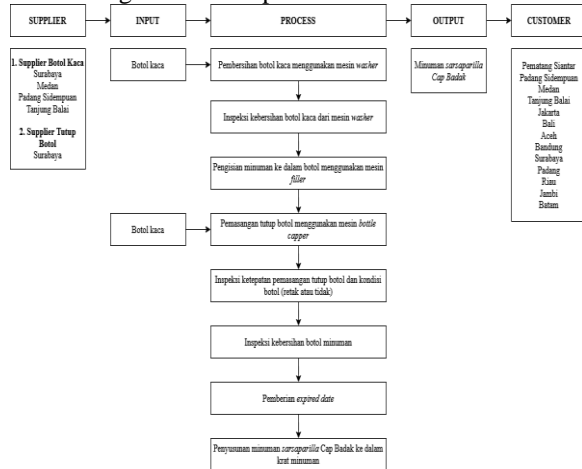 SUPPLIER
INPUT
PROCESS
OUTPUT
CUSTOMER
1. Supplier Botol Kaca
Surabaya
Medan
Padang Sidempuan
Tanjung Balai
2. Supplier Tutup
Botol
Surabaya
Botol kaca
Pembersihan botol kaca menggunakan mesin washer
Inspeksi kebersihan botol kaca dari mesin washer
Pengisian minuman ke dalam botol menggunakan mesin
filler
Botol kaca
Pemasangan tutup botol menggunakan mesin bottle
capper
Inspeksi ketepatan pemasangan tutup botol dan kondisi
botol (retak atau tidak)
Inspeksi kebersihan botol minuman
Pemberian expired date
Penyusunan minuman sarsaparilla Cap Badak ke dalam
krat minuman
Minuman sarsaparilla
Cap Badak
Pematang Siantar
Padang Sidempuan
Medan
Tanjung Balai
Jakarta
Bali
Aceh
Bandung
Surabaya
Padang
Riau
Jambi
Batam